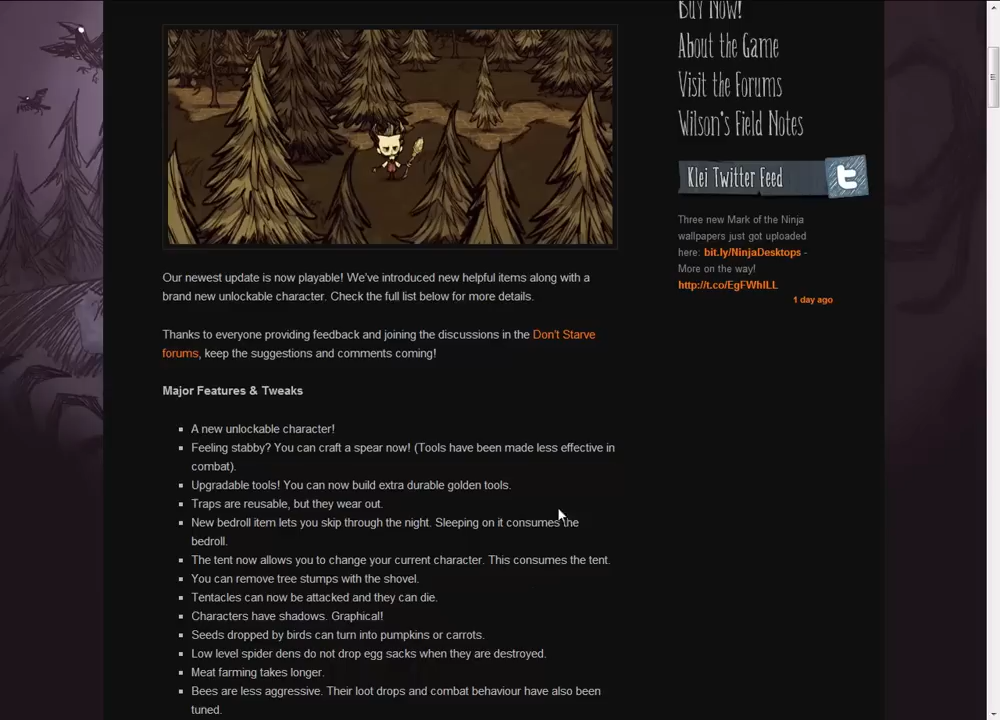 Buy Now!
About the Game
Visit the Forums
Wilson's Field Notes
Klei Twitter Feed
Three new Mark of the Ninja
wallpapers just got uploaded
here: bit.ly/NinjaDesktops -
More on the way!
http://t.co/EgFWhILL
1 day ago
Our newest update is now playable! We've introduced new helpful items along with a
brand new unlockable character. Check the full list below for more details.
Thanks to everyone providing feedback and joining the discussions in the Don't Starve
forums, keep the suggestions and comments coming!
Major Features & Tweaks
A new unlockable character!
Feeling stabby? You can craft a spear now! (Tools have been made less effective in
combat).
Upgradable tools! You can now build extra durable golden tools.
Traps are reusable, but they wear out.
New bedroll item lets you skip through the night. Sleeping on it consumes the
bedroll.
The tent now allows you to change your current character. This consumes the tent.
You can remove tree stumps with the shovel.
Tentacles can now be attacked and they can die.
Characters have shadows. Graphical!
Seeds dropped by birds can turn into pumpkins or carrots.
Low level spider dens do not drop egg sacks when they are destroyed.
Meat farming takes longer.
Bees are less aggressive. Their loot drops and combat behaviour have also been
tuned.